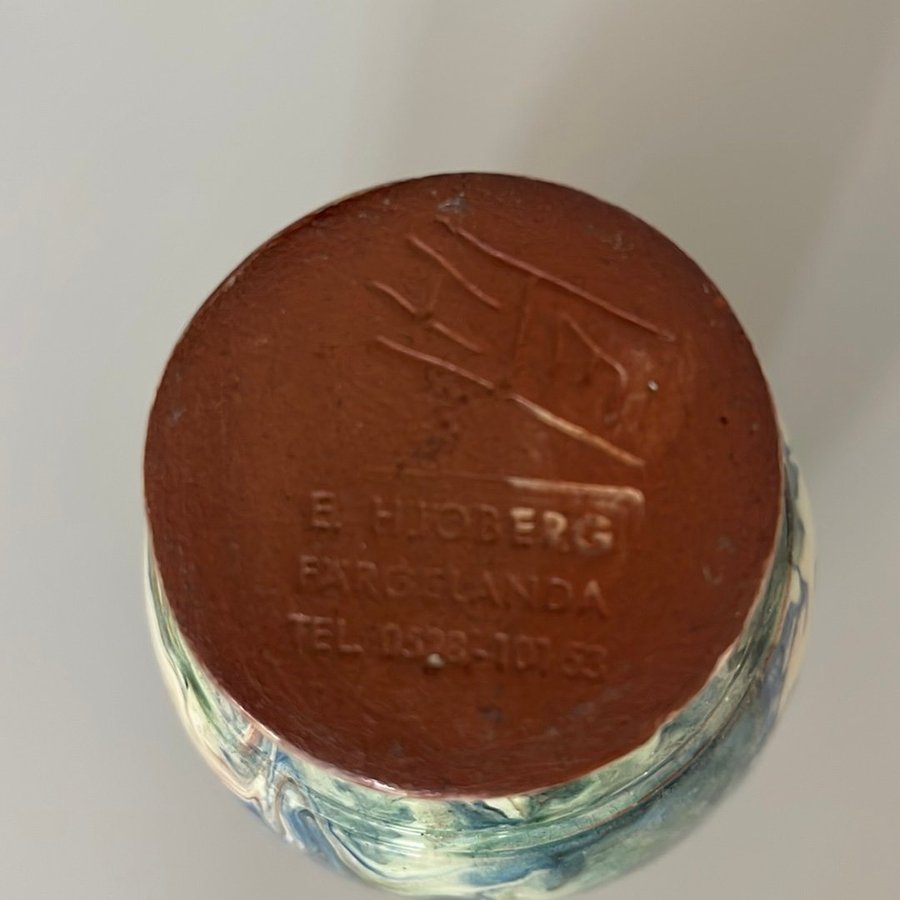 E. HJOBERG
FÄRGELANDA
TEL. 0528-101 53